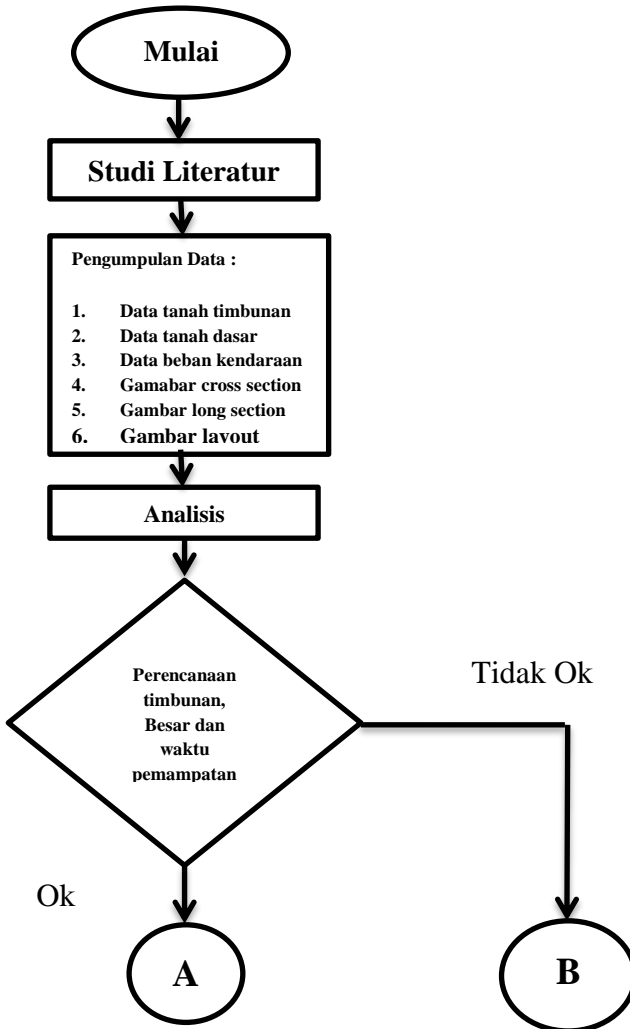 Mulai
Studi Literatur
Pengumpulan Data :
1. Data tanah timbunan
2. Data tanah dasar
3. Data beban kendaraan
4. Gamabar cross section
5. Gambar long section
6. Gambar layout
Analisis
Perencanaan
timbunan,
Besar dan
waktu
pemampatan
Tidak Ok
Ok
A
B